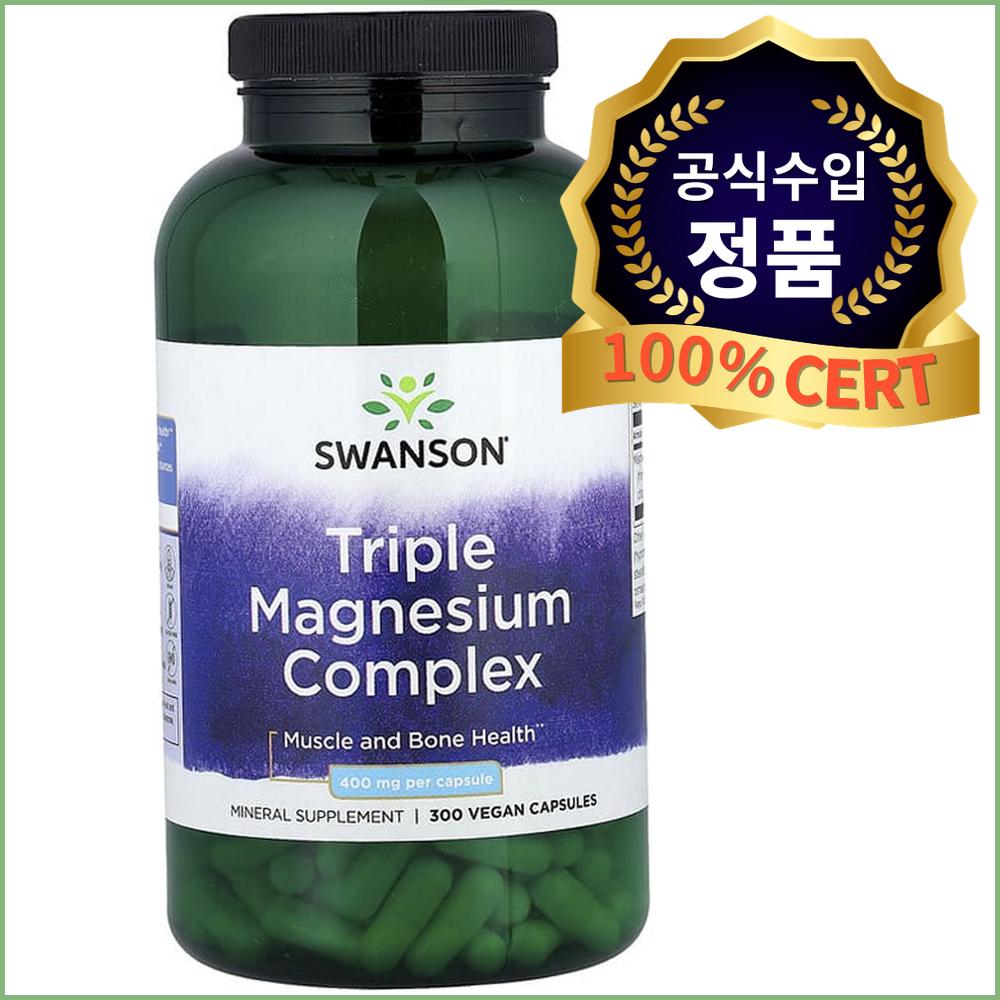 공식수입
정품
100% CERT
SWANSON
Triple
Magnesium
Complex
Muscle and Bone Health**
400 mg per capsule
MINERAL SUPPLEMENT | 300 VEGAN CAPSULES